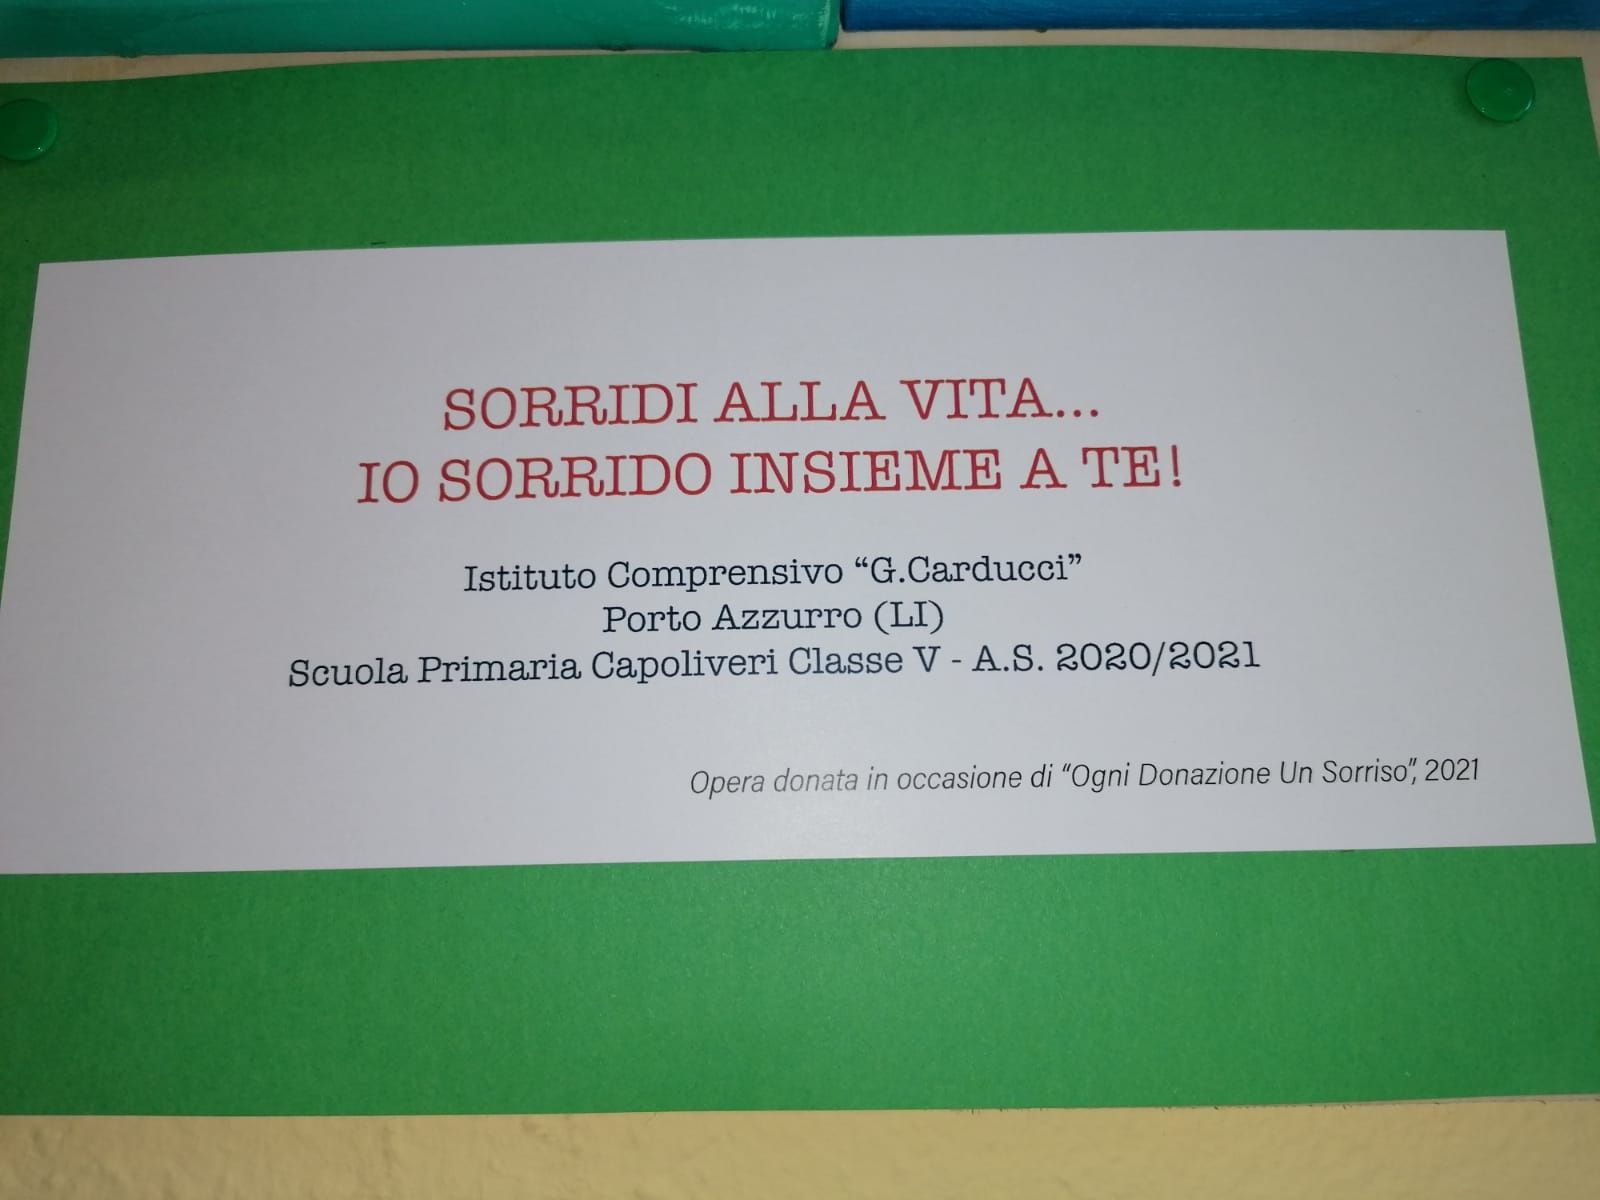 SORRIDI ALLA VITA...
IO SORRIDO INSIEME A TE!
Istituto Comprensivo “G.Carducci”
Porto Azzurro (LI)
Scuola Primaria Capoliveri Classe V - A.S. 2020/2021
Opera donata in occasione di “Ogni Donazione Un Sorriso”, 2021